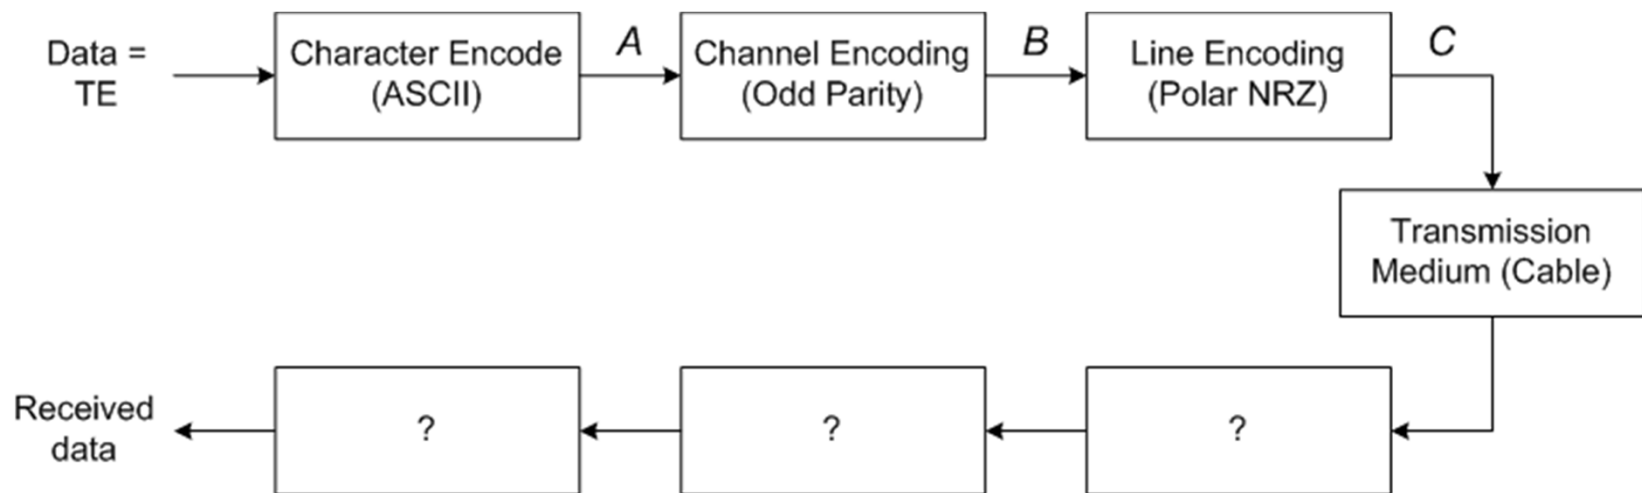 Data =
TE
Character Encode
(ASCII)
A
Channel Encoding
(Odd Parity)
B
Line Encoding
(Polar NRZ)
C
Transmission
Medium (Cable)
Received
data
?
?
?